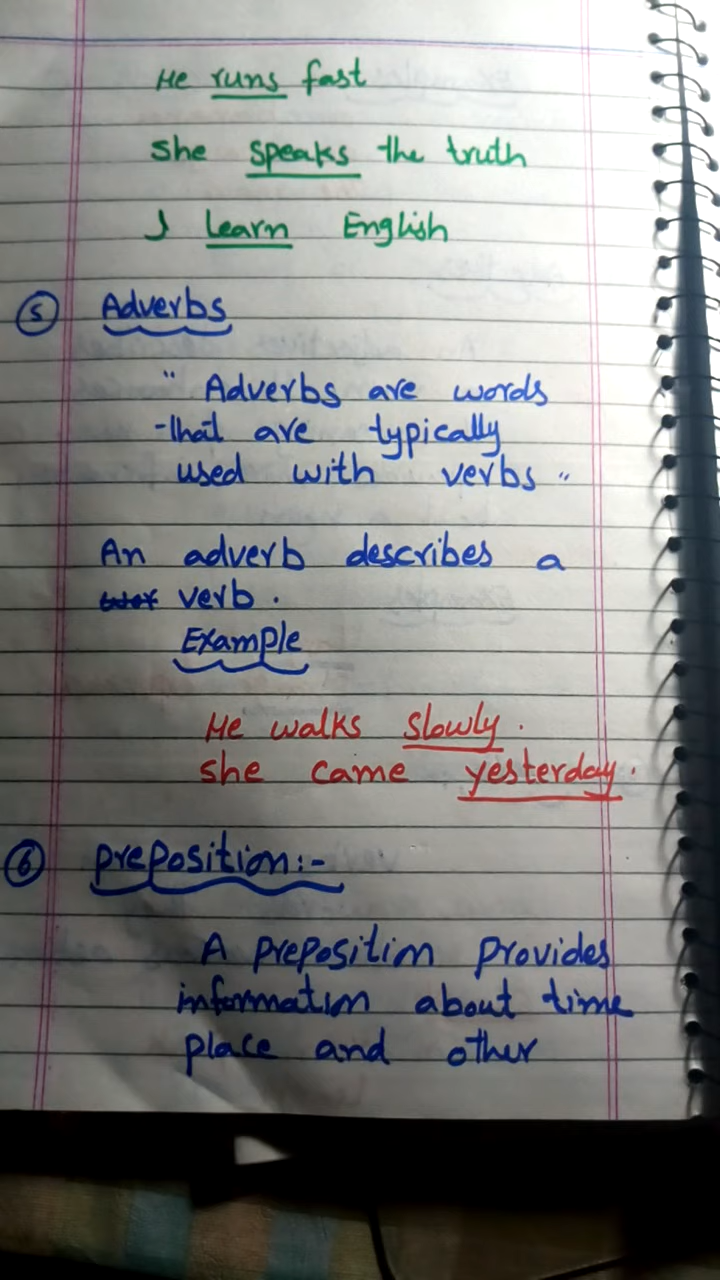 He runs fast
She speaks the truth
I learn English
5 Adverbs
" Adverbs are words
that are typically
used with verbs "
An adverb describes a
verb .
Example
He walks slowly .
She came yesterday .
6 preposition :-
A preposition provides
information about time
place and other